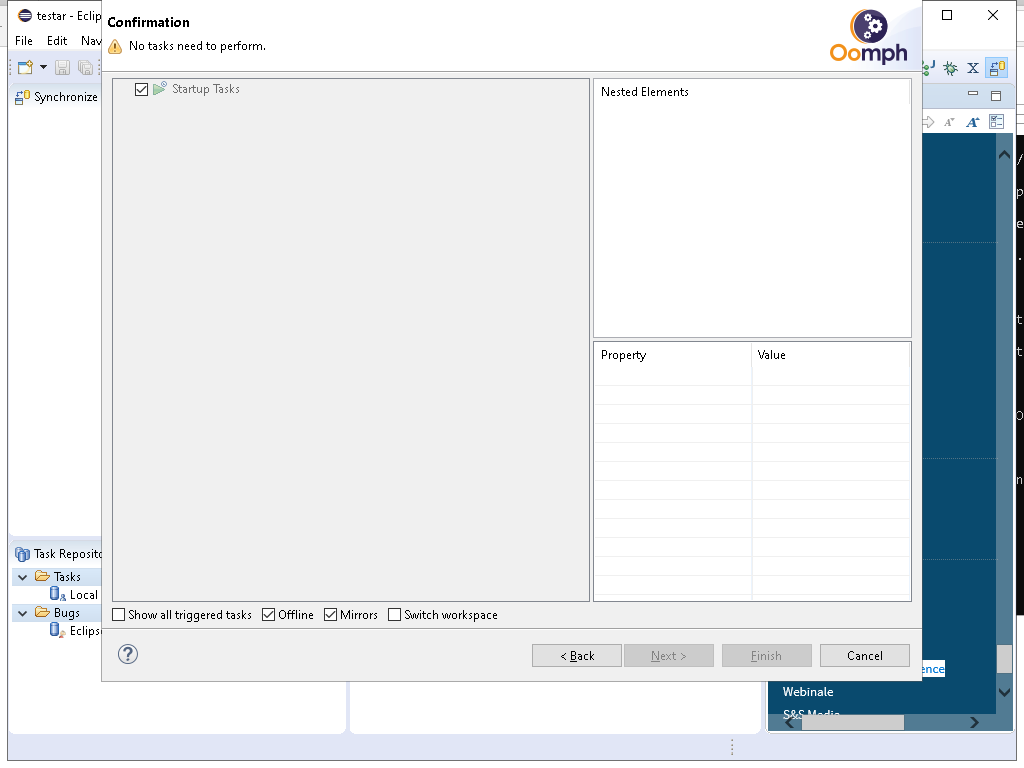 testar - Eclip
File Edit Nav
Synchronize
Confirmation
No tasks need to perform.
Oomph
Startup Tasks
Nested Elements
Property Value
Task Reposito
Tasks
Local
Bugs
Eclips
Show all triggered tasks Offline Mirrors Switch workspace
< Back Next > Finish Cancel
ence
Webinale
S&S Media